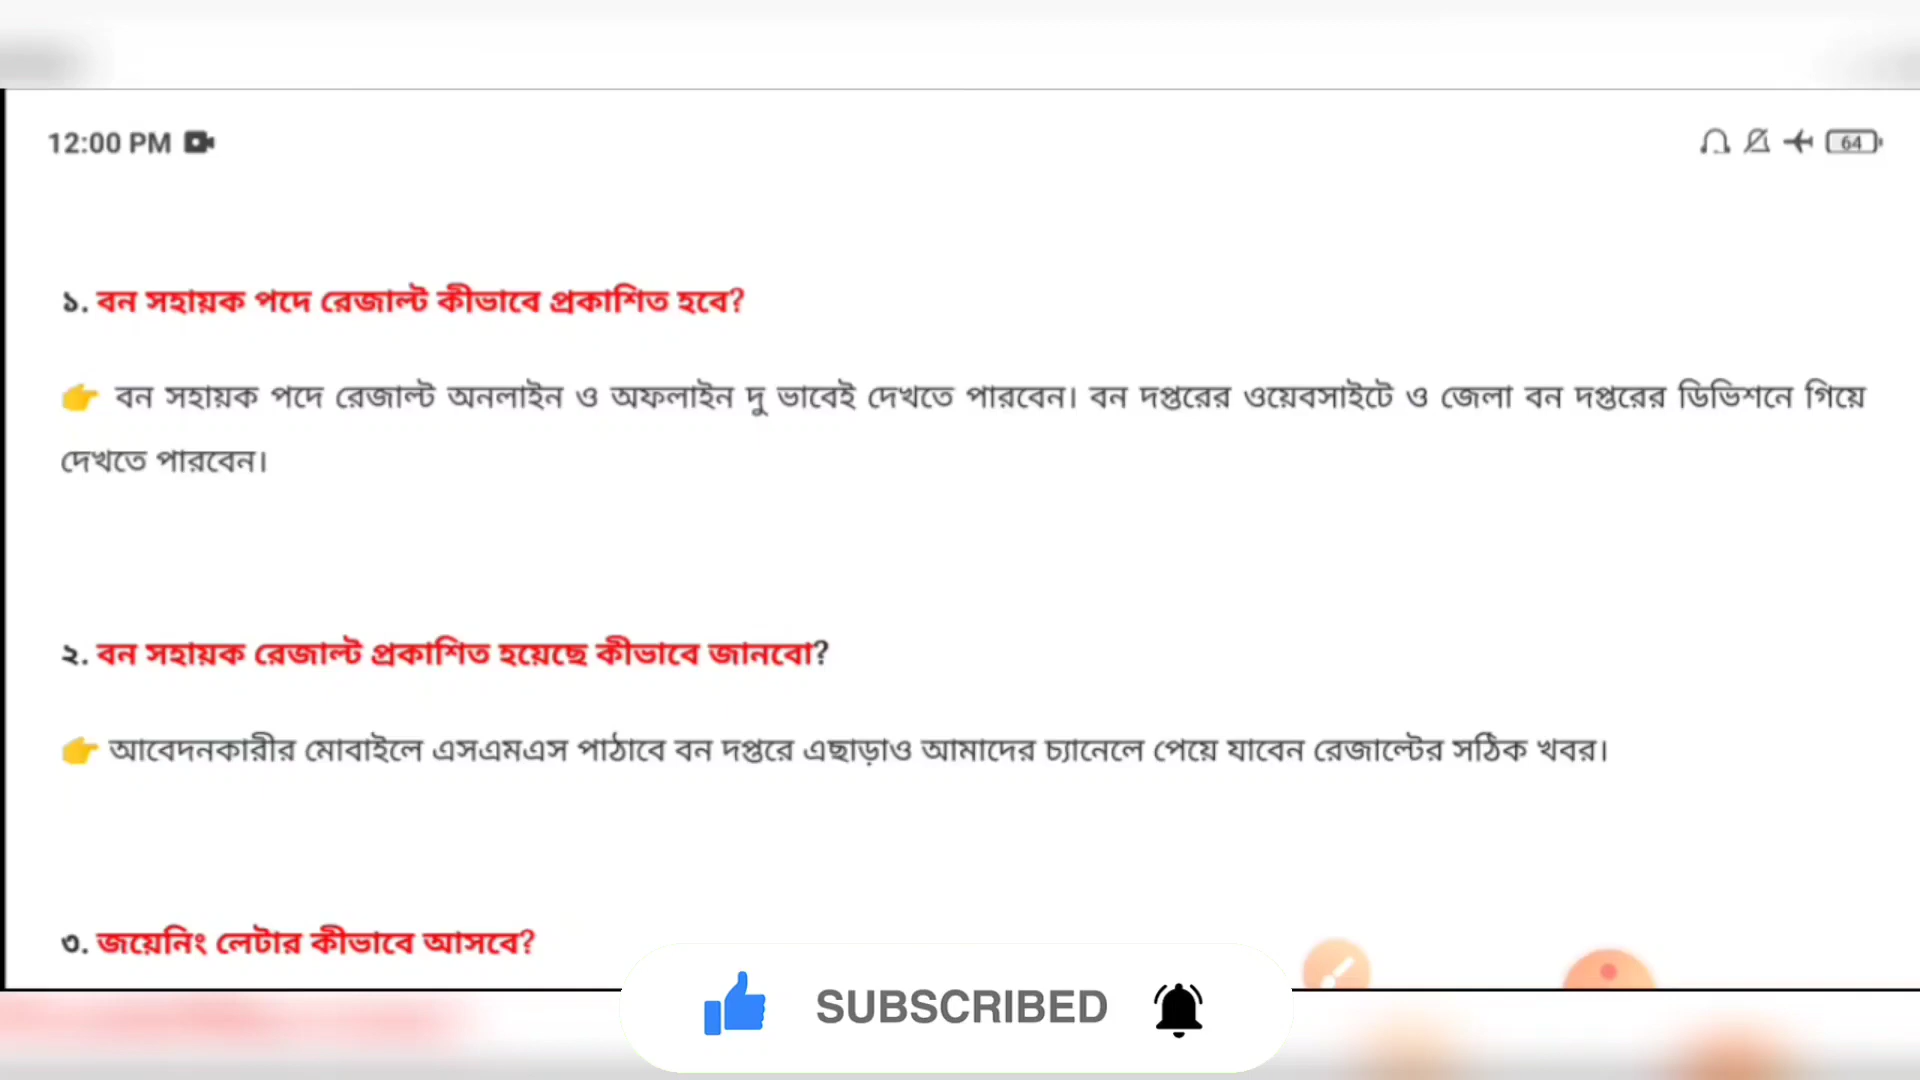 12:00 PM
64
১. বন সহায়ক পদে রেজাল্ট কীভাবে প্রকাশিত হবে?
👉 বন সহায়ক পদে রেজাল্ট অনলাইন ও অফলাইন দু ভাবেই দেখতে পারবেন। বন দপ্তরের ওয়েবসাইটে ও জেলা বন দপ্তরের ডিভিশনে গিয়ে
দেখতে পারবেন।
২. বন সহায়ক রেজাল্ট প্রকাশিত হয়েছে কীভাবে জানবো?
👉 আবেদনকারীর মোবাইলে এসএমএস পাঠাবে বন দপ্তরে এছাড়াও আমাদের চ্যানেলে পেয়ে যাবেন রেজাল্টের সঠিক খবর।
৩. জয়েনিং লেটার কীভাবে আসবে?
SUBSCRIBED